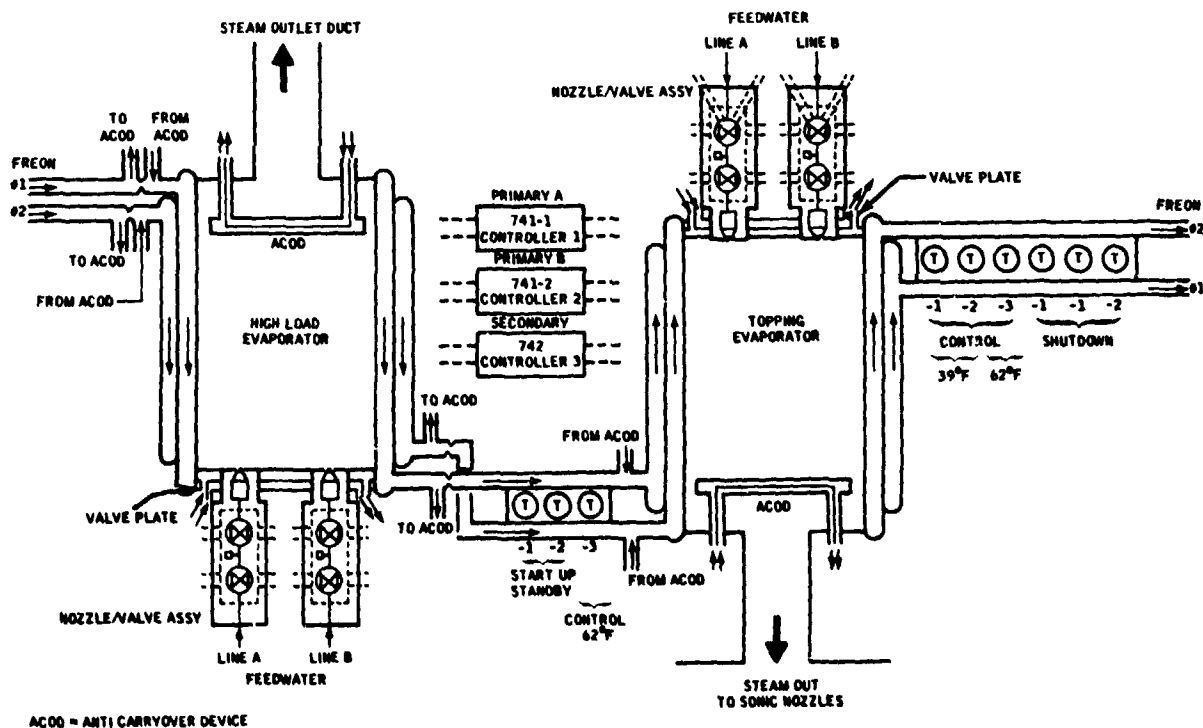 STEAM OUTLET DUCT
FEEDWATER
LINE A LINE B
NOZZLE/VALVE ASSY
TO ACOD
FROM ACOD
FREON
#1
#2
TO ACOD
FROM ACOD
ACOD
HIGH LOAD
EVAPORATOR
PRIMARY A
741-1
CONTROLLER 1
PRIMARY B
741-2
CONTROLLER 2
SECONDARY
742
CONTROLLER 3
VALVE PLATE
FREON
#2
#1
T T T T T T
-1 -2 -3 -1 -1 -2
CONTROL SHUTDOWN
39°F 62°F
TOPPING
EVAPORATOR
TO ACOD
FROM ACOD
VALVE PLATE
TO ACOD
T T T
-1 -2 -3
START UP
STANDBY
FROM ACOD
CONTROL
62°F
ACOD
NOZZLE/VALVE ASSY
LINE A LINE B
FEEDWATER
STEAM OUT
TO SONIC NOZZLES
ACOD = ANTI CARRYOVER DEVICE